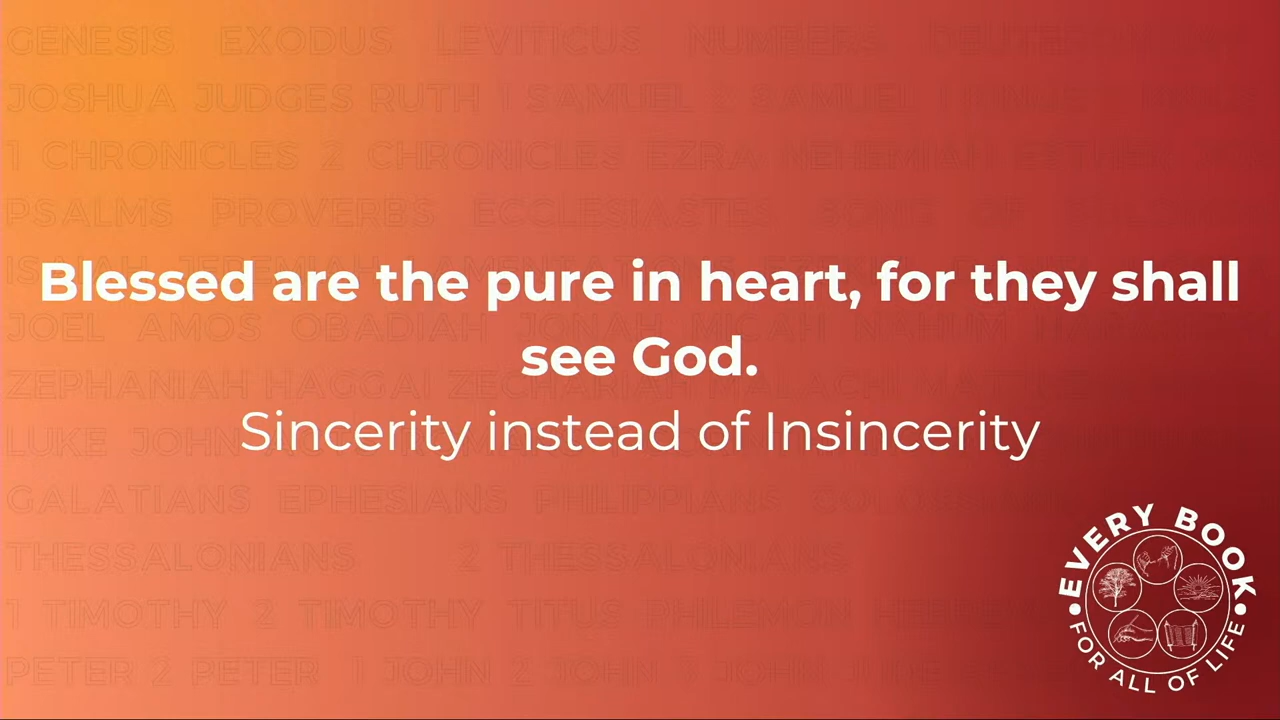 GENESIS EXODUS LEVITICUS NUMBERS
JOSHUA JUDGES RUTH 1 SAMUEL 2 SAMUEL
1 CHRONICLES 2 CHRONICLES EZRA NEHEMIAH ESTHER
PSALMS PROVERBS ECCLESIASTES SONG OF
Blessed are the pure in heart, for they shall
JOEL AMOS OBADIAH JONAH MICAH NAHUM
see God.
ZEPHANIAH HAGGAI ZECHARIAH MALACHI
Sincerity instead of Insincerity
LUKE JOHN
GALATIANS EPHESIANS PHILIPPIANS
THESSALONIANS 2 THESSALONIANS
1 TIMOTHY 2 TIMOTHY TITUS PHILEMON
PETER 2 PETER 1 JOHN 2 JOHN 3 JOHN JUDE
EVERY BOOK
FOR ALL OF LIFE